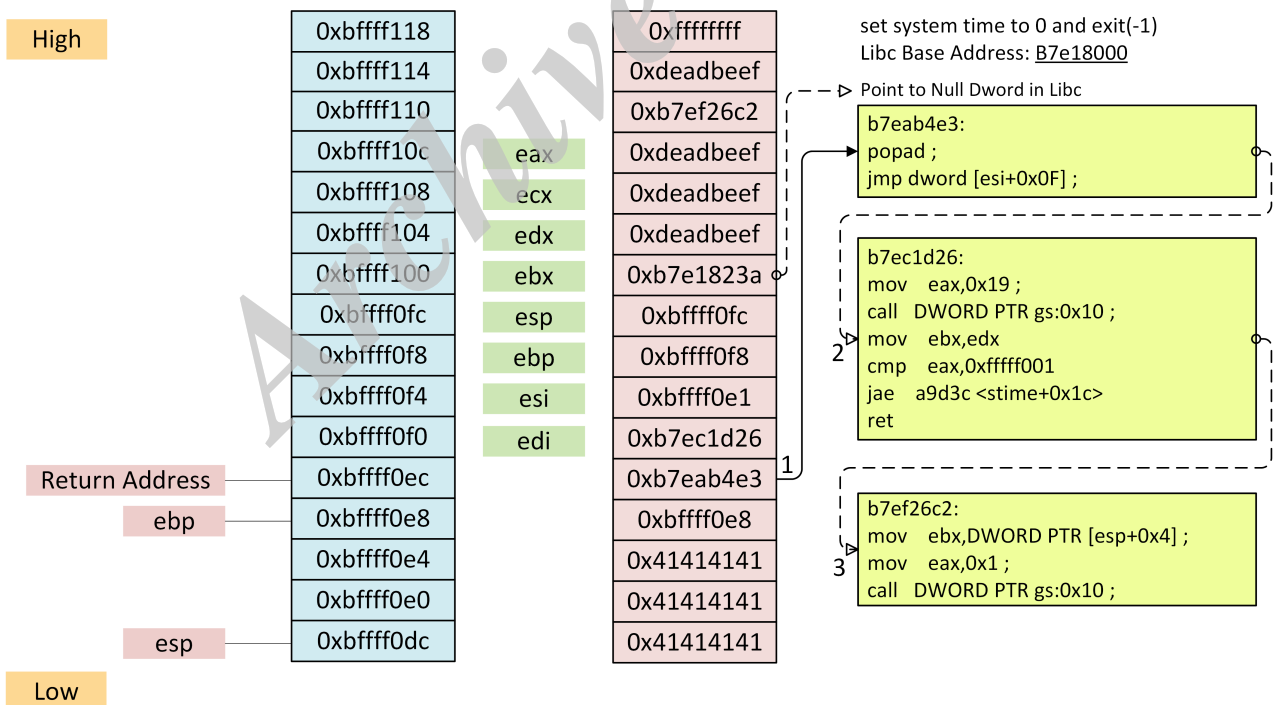 High
0xbffff118
0xffffffff
0xbffff114
0xdeadbeef
0xbffff110
0xb7ef26c2
0xbffff10c
eax
0xdeadbeef
0xbffff108
ecx
0xdeadbeef
0xbffff104
edx
0xdeadbeef
0xbffff100
ebx
0xb7e1823a
0xbffff0fc
esp
0xbffff0fc
0xbffff0f8
ebp
0xbffff0f8
0xbffff0f4
esi
0xbffff0e1
0xbffff0f0
edi
0xb7ec1d26
Return Address
0xbffff0ec
0xb7eab4e3
1
ebp
0xbffff0e8
0xbffff0e8
0xbffff0e4
0x41414141
0xbffff0e0
0x41414141
esp
0xbffff0dc
0x41414141
Low
set system time to 0 and exit(-1)
Libc Base Address: B7e18000
Point to Null Dword in Libc
b7eab4e3:
popad ;
jmp dword [esi+0x0F] ;
2
b7ec1d26:
mov eax,0x19 ;
call DWORD PTR gs:0x10 ;
mov ebx,edx
cmp eax,0xfffff001
jae a9d3c <stime+0x1c>
ret
3
b7ef26c2:
mov ebx,DWORD PTR [esp+0x4] ;
mov eax,0x1 ;
call DWORD PTR gs:0x10 ;
Archive